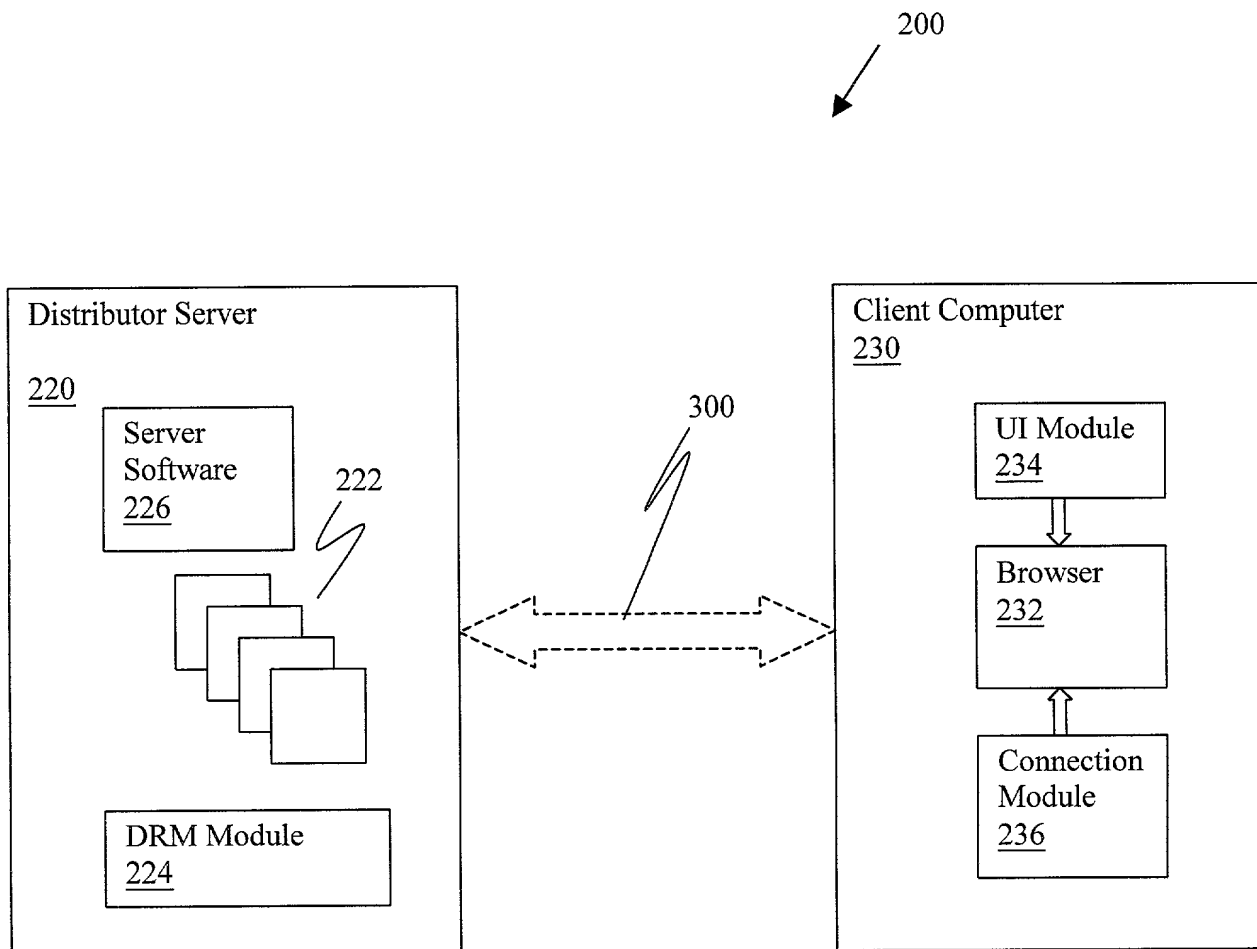 200
Distributor Server
220
Server
Software
226
222
DRM Module
224
300
Client Computer
230
UI Module
234
Browser
232
Connection
Module
236